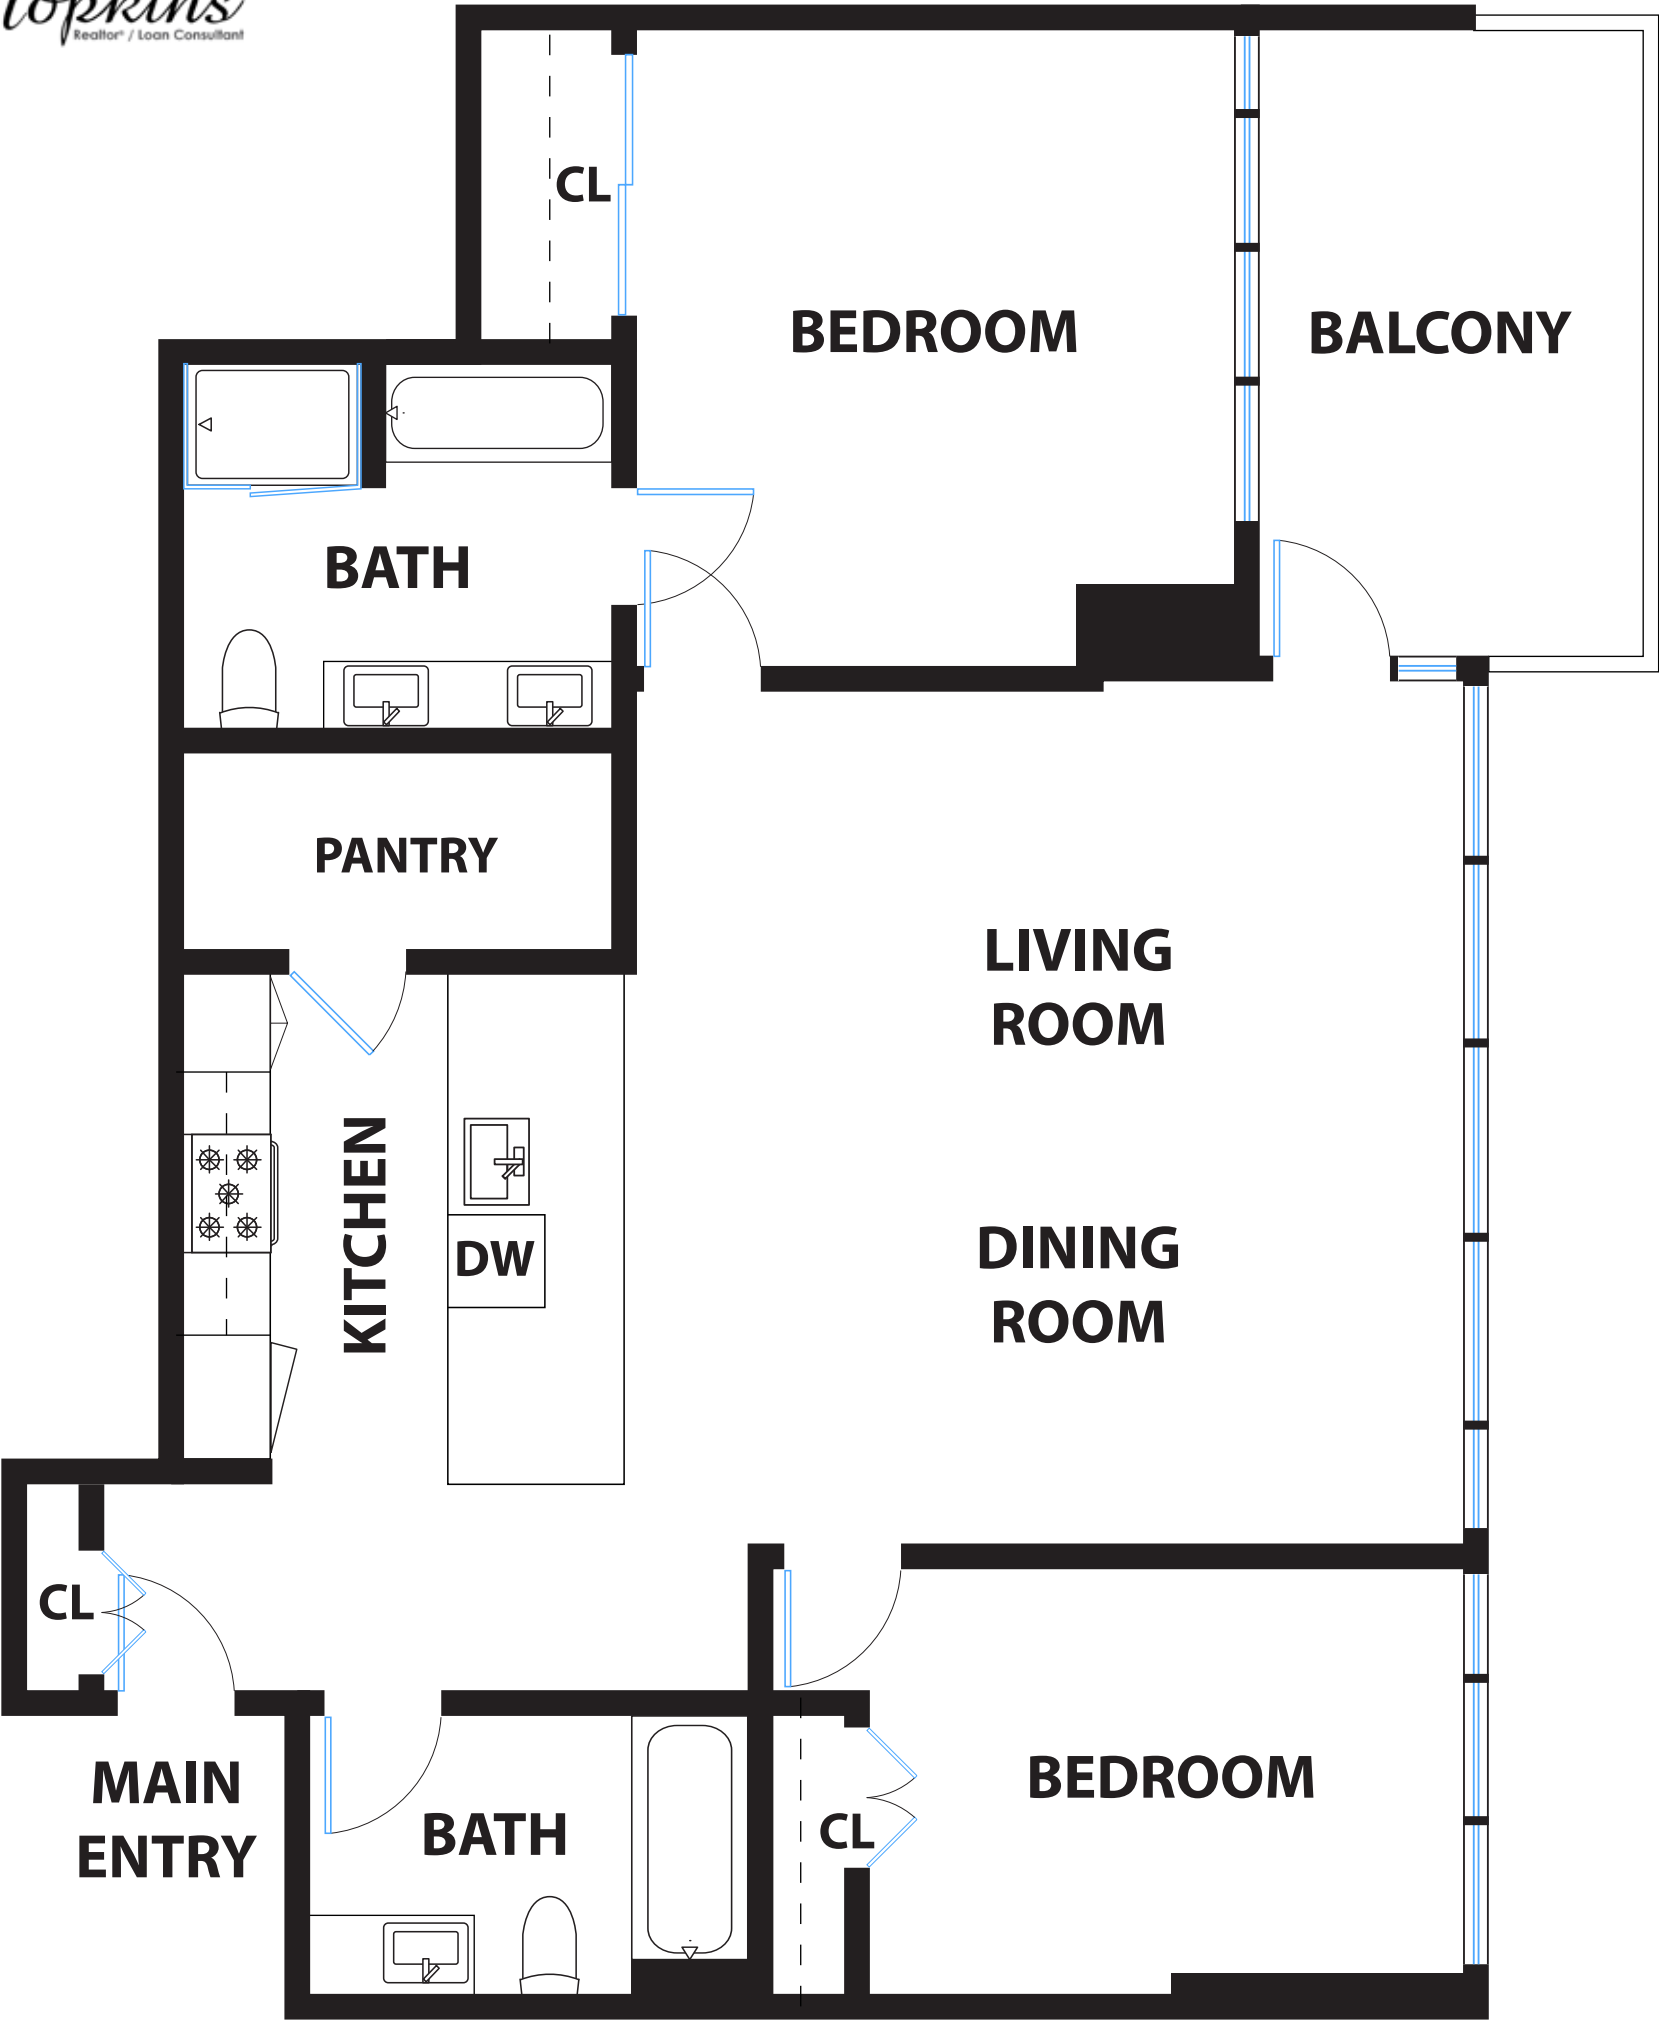 Realtor® / Loan Consultant
CL
BEDROOM
BALCONY
BATH
PANTRY
LIVING
ROOM
KITCHEN
DW
DINING
ROOM
CL
MAIN
ENTRY
BATH
CL
BEDROOM